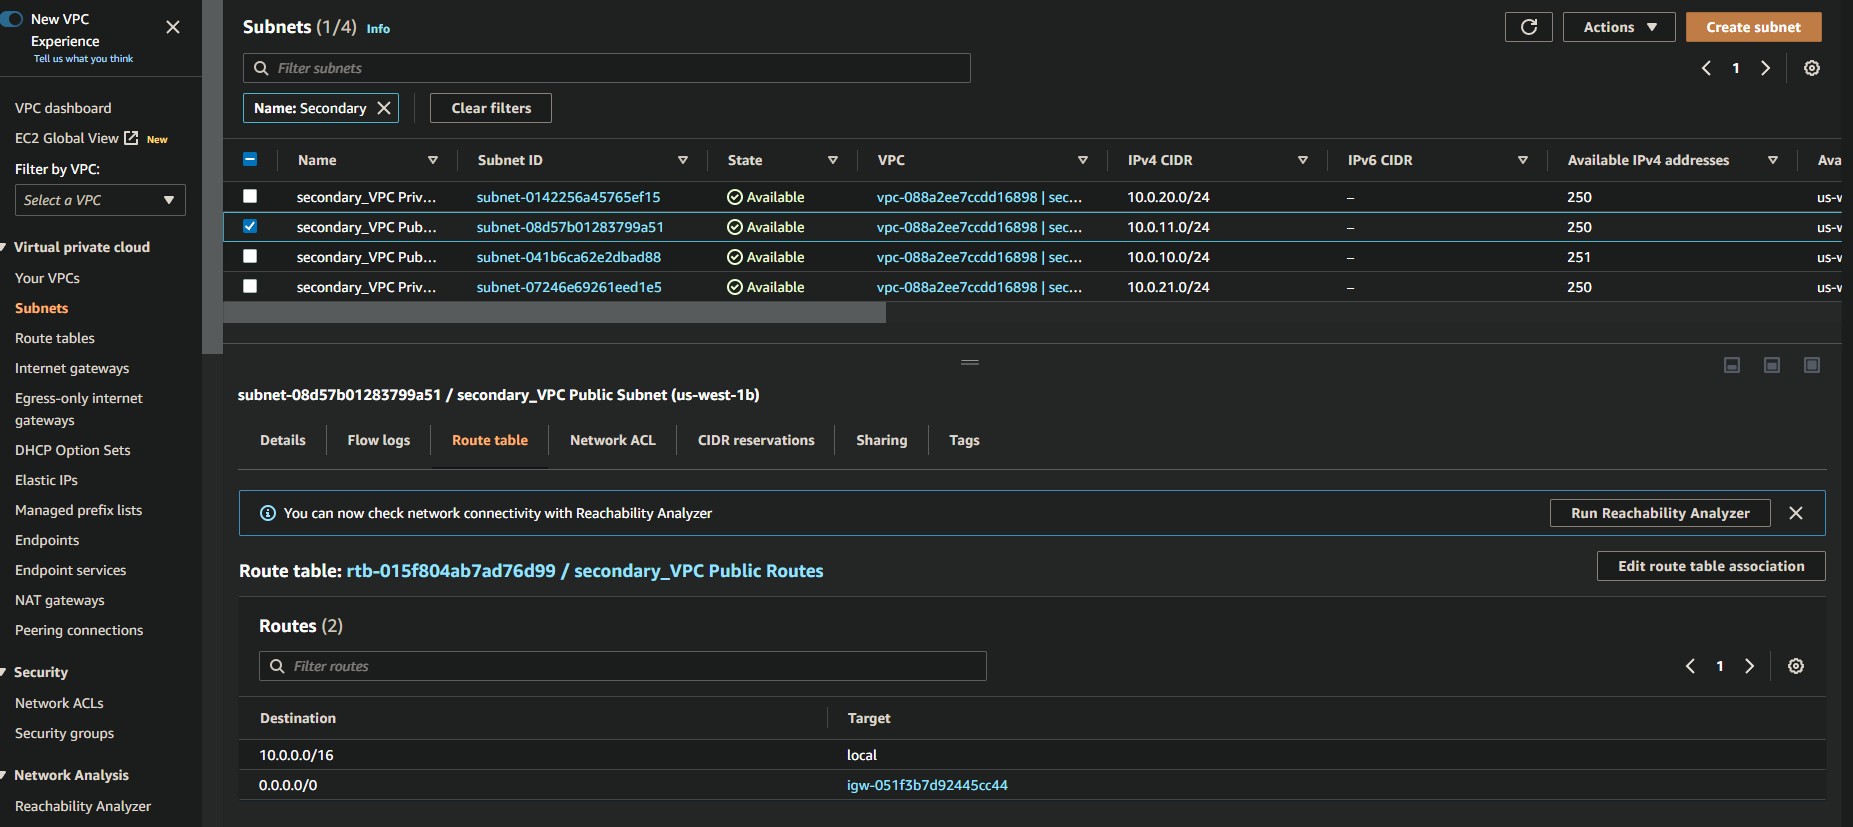 New VPC
Experience
Tell us what you think
VPC dashboard
EC2 Global View New
Filter by VPC:
Select a VPC
Virtual private cloud
Your VPCs
Subnets
Route tables
Internet gateways
Egress-only internet
gateways
DHCP Option Sets
Elastic IPs
Managed prefix lists
Endpoints
Endpoint services
NAT gateways
Peering connections
Security
Network ACLs
Security groups
Network Analysis
Reachability Analyzer
Subnets (1/4) Info
Actions
Create subnet
Filter subnets
1
Name: Secondary
Clear filters
Name Subnet ID State VPC IPv4 CIDR IPv6 CIDR Available IPv4 addresses Ava
secondary_VPC Priv... subnet-0142256a45765ef15 Available vpc-088a2ee7ccdd16898 | sec... 10.0.20.0/24 – 250 us-v
secondary_VPC Pub... subnet-08d57b01283799a51 Available vpc-088a2ee7ccdd16898 | sec... 10.0.11.0/24 – 250 us-v
secondary_VPC Pub... subnet-041b6ca62e2dbad88 Available vpc-088a2ee7ccdd16898 | sec... 10.0.10.0/24 – 251 us-v
secondary_VPC Priv... subnet-07246e69261eed1e5 Available vpc-088a2ee7ccdd16898 | sec... 10.0.21.0/24 – 250 us-v
subnet-08d57b01283799a51 / secondary_VPC Public Subnet (us-west-1b)
Details Flow logs Route table Network ACL CIDR reservations Sharing Tags
You can now check network connectivity with Reachability Analyzer
Run Reachability Analyzer
Route table: rtb-015f804ab7ad76d99 / secondary_VPC Public Routes
Edit route table association
Routes (2)
Filter routes
1
Destination Target
10.0.0.0/16 local
0.0.0.0/0 igw-051f3b7d92445cc44